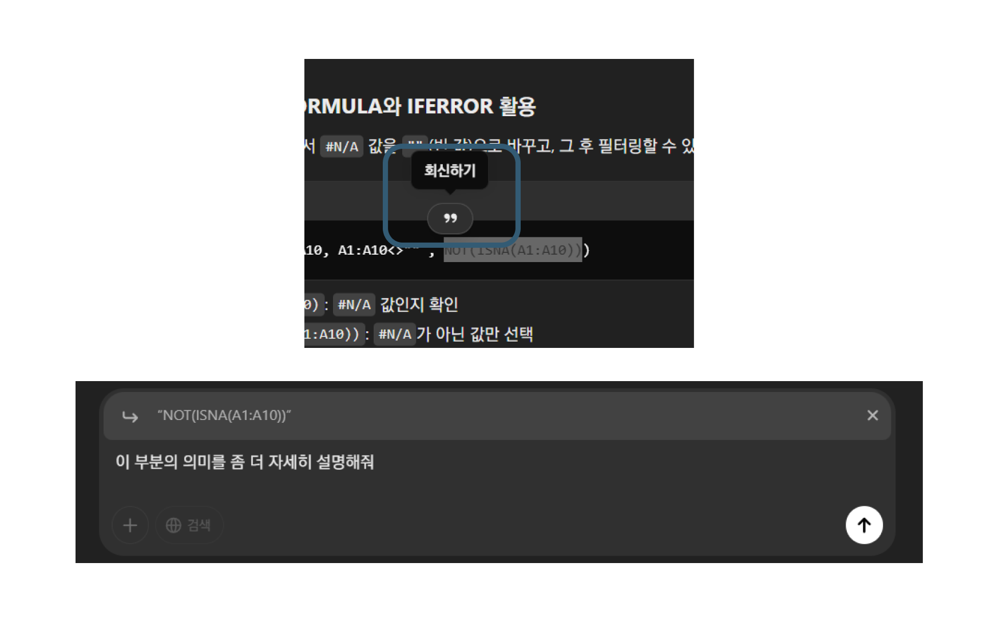 ORMULA와 IFERROR 활용
서 #N/A 값을 "" (빈 값)으로 바꾸고, 그 후 필터링할 수 있
회신하기
A10, A1:A10<>"" , NOT(ISNA(A1:A10)))
0) : #N/A 값인지 확인
1:A10)) : #N/A 가 아닌 값만 선택
“NOT(ISNA(A1:A10))”
이 부분의 의미를 좀 더 자세히 설명해줘
검색